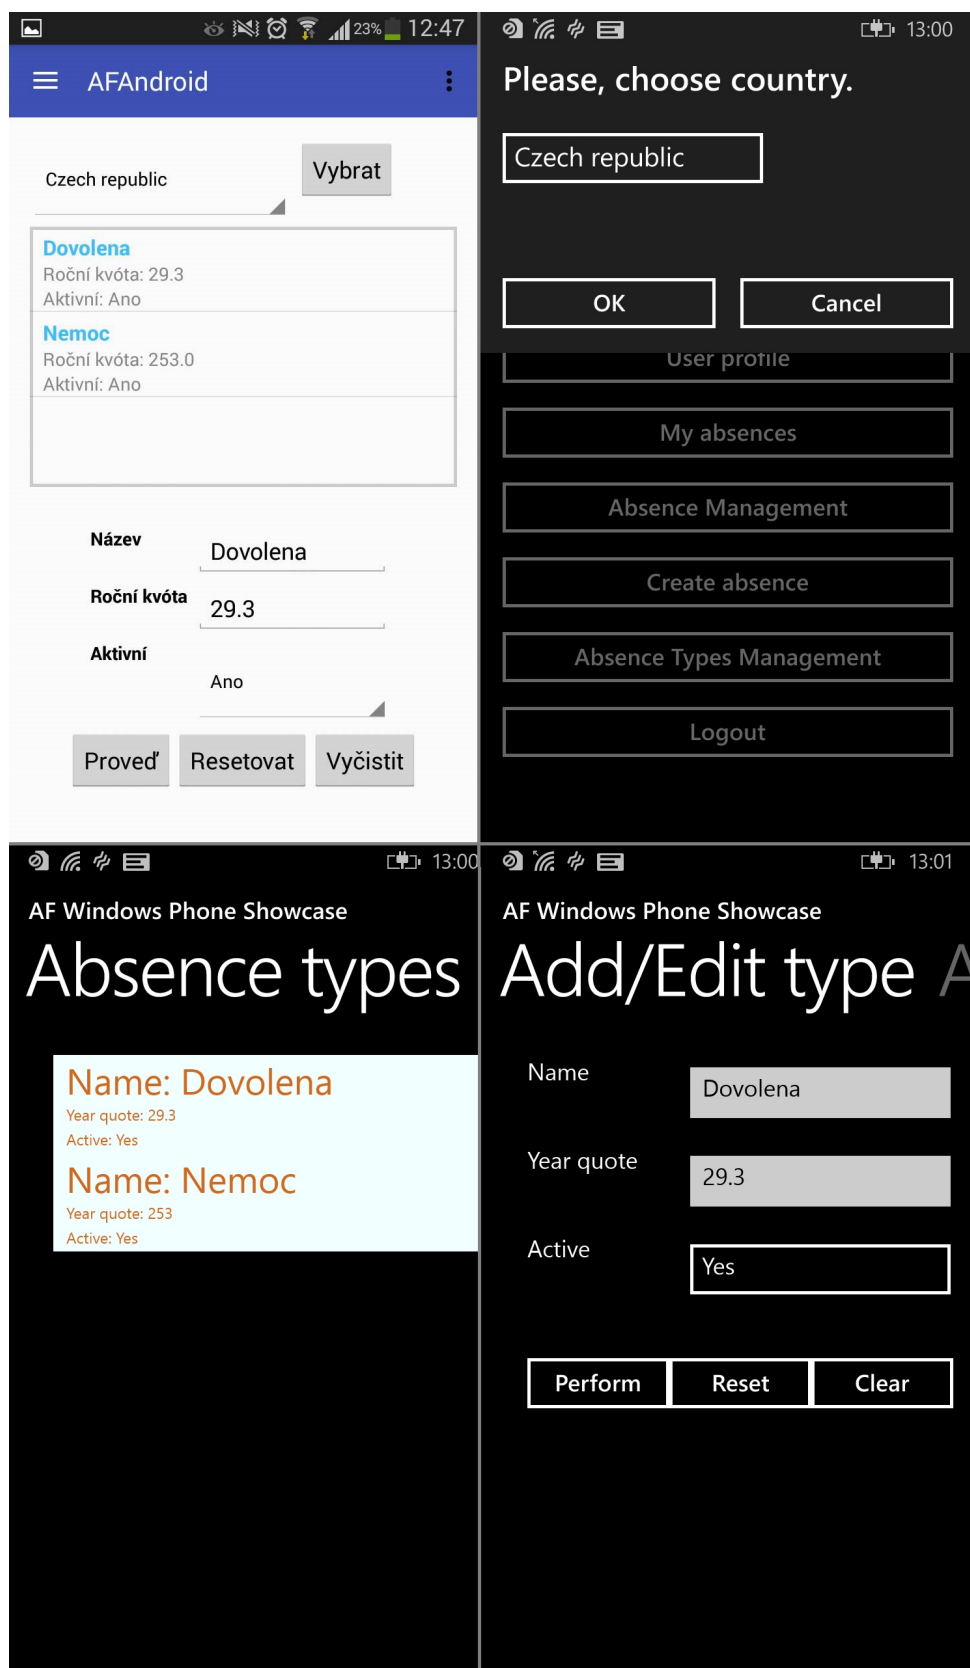 23% 12:47
AFAndroid
Czech republic
Vybrat
Dovolena
Roční kvóta: 29.3
Aktivní: Ano
Nemoc
Roční kvóta: 253.0
Aktivní: Ano
Název
Dovolena
Roční kvóta
29.3
Aktivní
Ano
Proveď Resetovat Vyčistit
13:00
Please, choose country.
Czech republic
OK Cancel
User profile
My absences
Absence Management
Create absence
Absence Types Management
Logout
13:00
AF Windows Phone Showcase
Absence types
Name: Dovolena
Year quote: 29.3
Active: Yes
Name: Nemoc
Year quote: 253
Active: Yes
13:01
AF Windows Phone Showcase
Add/Edit type A
Name
Dovolena
Year quote
29.3
Active
Yes
Perform Reset Clear